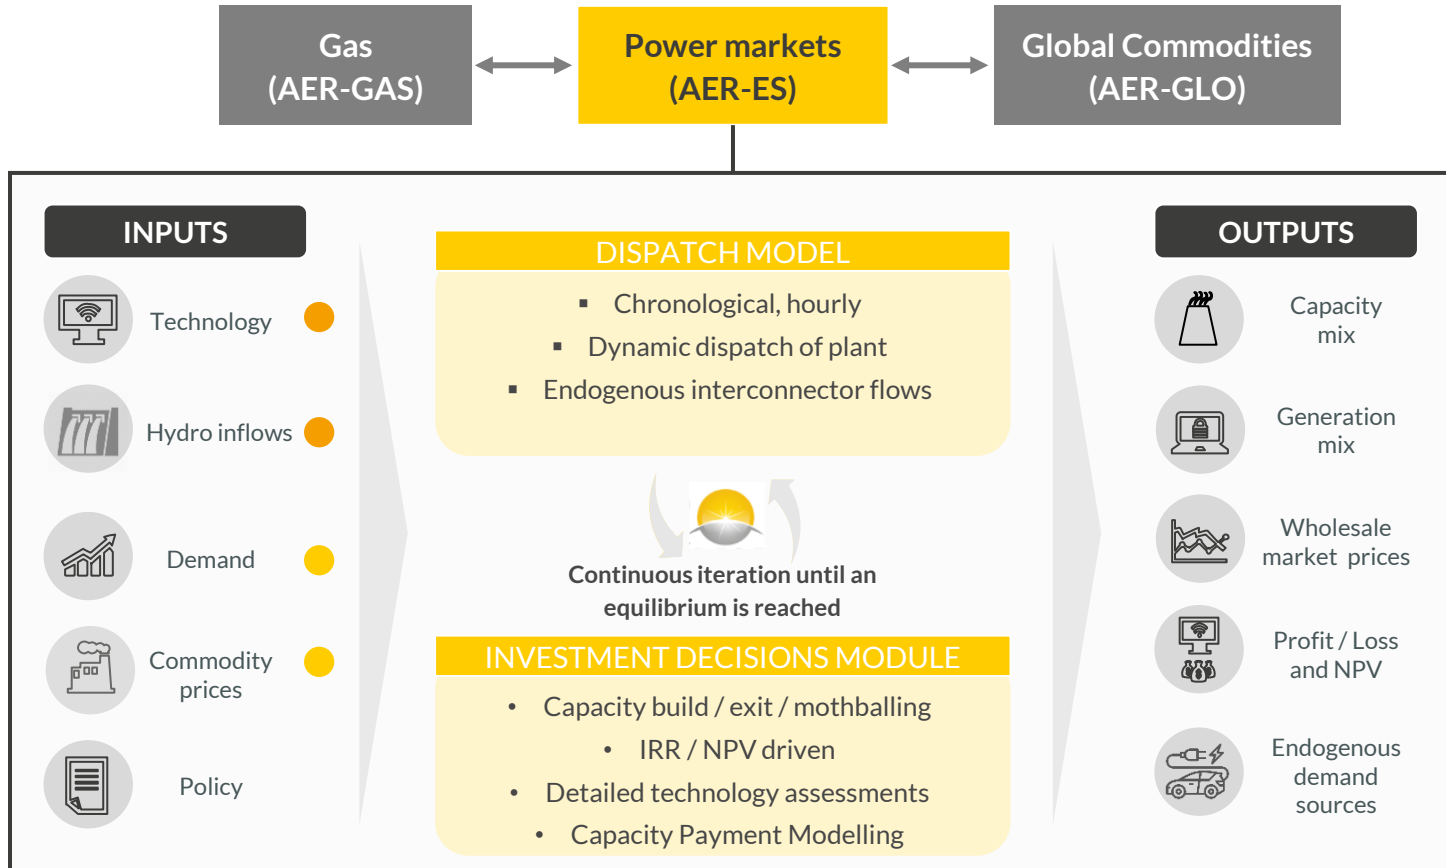 Gas
(AER-GAS)
Power markets
(AER-ES)
Global Commodities
(AER-GLO)
INPUTS
Technology
Hydro inflows
Demand
Commodity
prices
Policy
DISPATCH MODEL
▪ Chronological, hourly
▪ Dynamic dispatch of plant
▪ Endogenous interconnector flows
Continuous iteration until an
equilibrium is reached
INVESTMENT DECISIONS MODULE
• Capacity build / exit / mothballing
• IRR / NPV driven
• Detailed technology assessments
• Capacity Payment Modelling
OUTPUTS
Capacity
mix
Generation
mix
Wholesale
market prices
Profit / Loss
and NPV
Endogenous
demand
sources